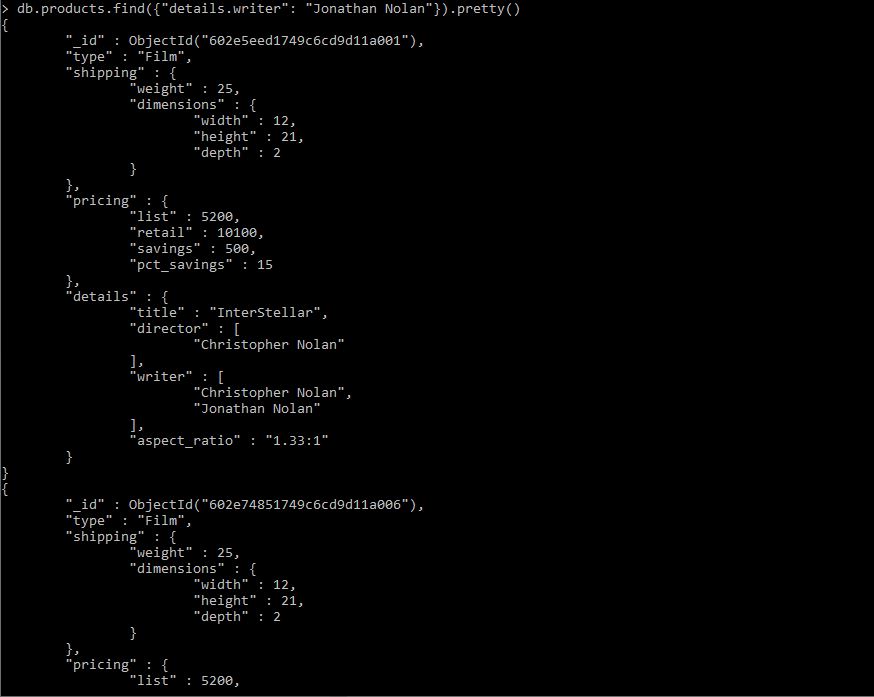 > db.products.find({"details.writer": "Jonathan Nolan"}).pretty()
{
        "_id" : ObjectId("602e5eed1749c6cd9d11a001"),
        "type" : "Film",
        "shipping" : {
                "weight" : 25,
                "dimensions" : {
                        "width" : 12,
                        "height" : 21,
                        "depth" : 2
                }
        },
        "pricing" : {
                "list" : 5200,
                "retail" : 10100,
                "savings" : 500,
                "pct_savings" : 15
        },
        "details" : {
                "title" : "InterStellar",
                "director" : [
                        "Christopher Nolan"
                ],
                "writer" : [
                        "Christopher Nolan",
                        "Jonathan Nolan"
                ],
                "aspect_ratio" : "1.33:1"
        }
}
{
        "_id" : ObjectId("602e74851749c6cd9d11a006"),
        "type" : "Film",
        "shipping" : {
                "weight" : 25,
                "dimensions" : {
                        "width" : 12,
                        "height" : 21,
                        "depth" : 2
                }
        },
        "pricing" : {
                "list" : 5200,